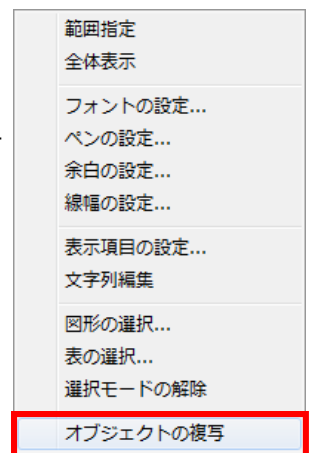 範囲指定
全体表示
フォントの設定...
ペンの設定...
余白の設定...
線幅の設定...
表示項目の設定...
文字列編集
図形の選択...
表の選択...
選択モードの解除
オブジェクトの複写